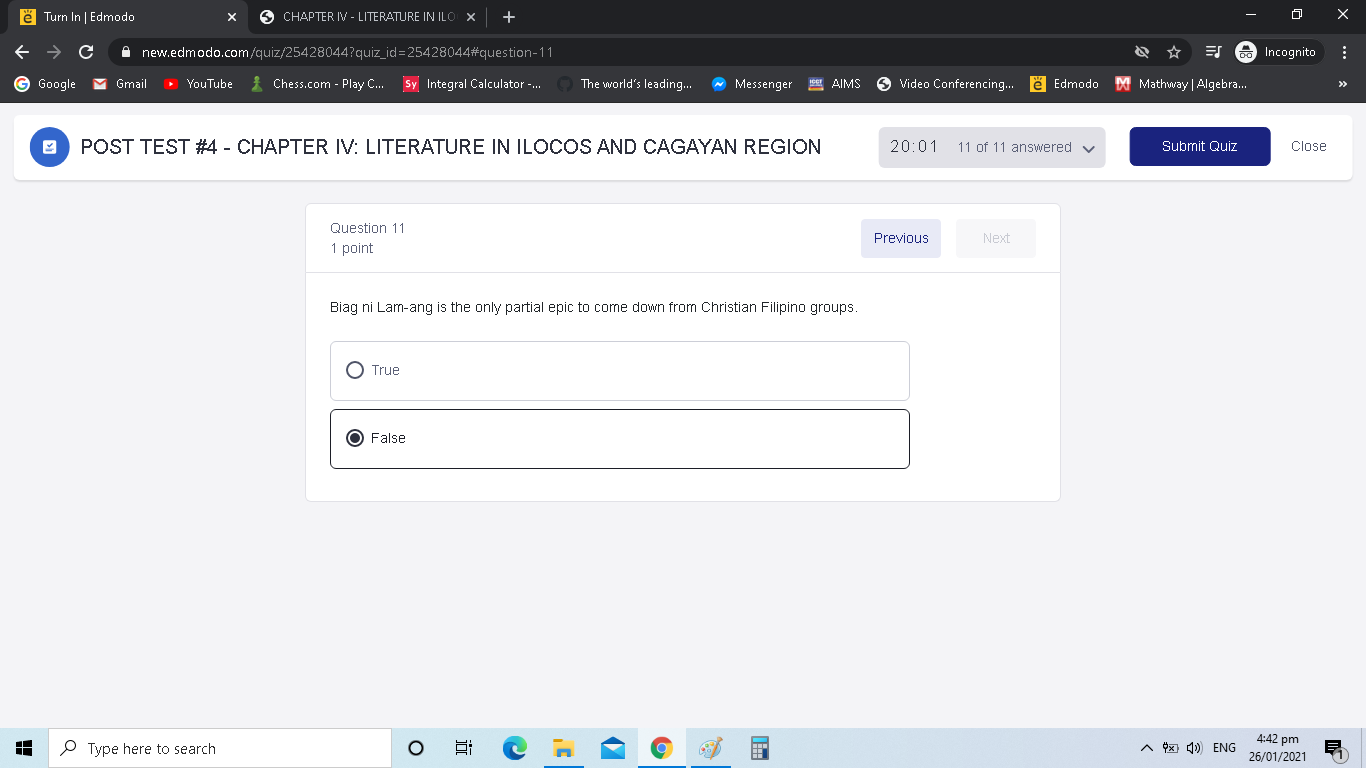 Turn In | Edmodo
CHAPTER IV - LITERATURE IN ILO
new.edmodo.com/quiz/25428044?quiz_id=25428044#question-11
Incognito
Google
Gmail
YouTube
Chess.com - Play C...
Sy
Integral Calculator -...
The world's leading...
Messenger
AIMS
Video Conferencing...
Edmodo
Mathway | Algebra...
»
POST TEST #4 - CHAPTER IV: LITERATURE IN ILOCOS AND CAGAYAN REGION
20:01 11 of 11 answered
Submit Quiz
Close
Question 11
1 point
Previous
Next
Biag ni Lam-ang is the only partial epic to come down from Christian Filipino groups.
True
False
Type here to search
ENG
4:42 pm
26/01/2021
1